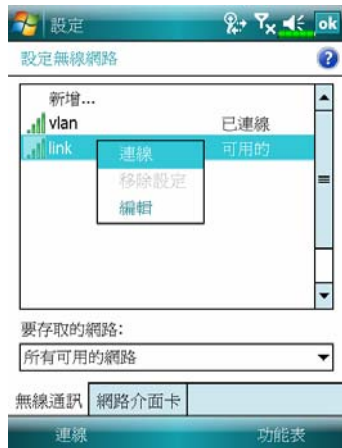 設定 ok
設定無線網路
新增...
vlan 已連線
link 可用的
連線
移除設定
編輯
要存取的網路:
所有可用的網路
無線通訊 網路介面卡
連線 功能表